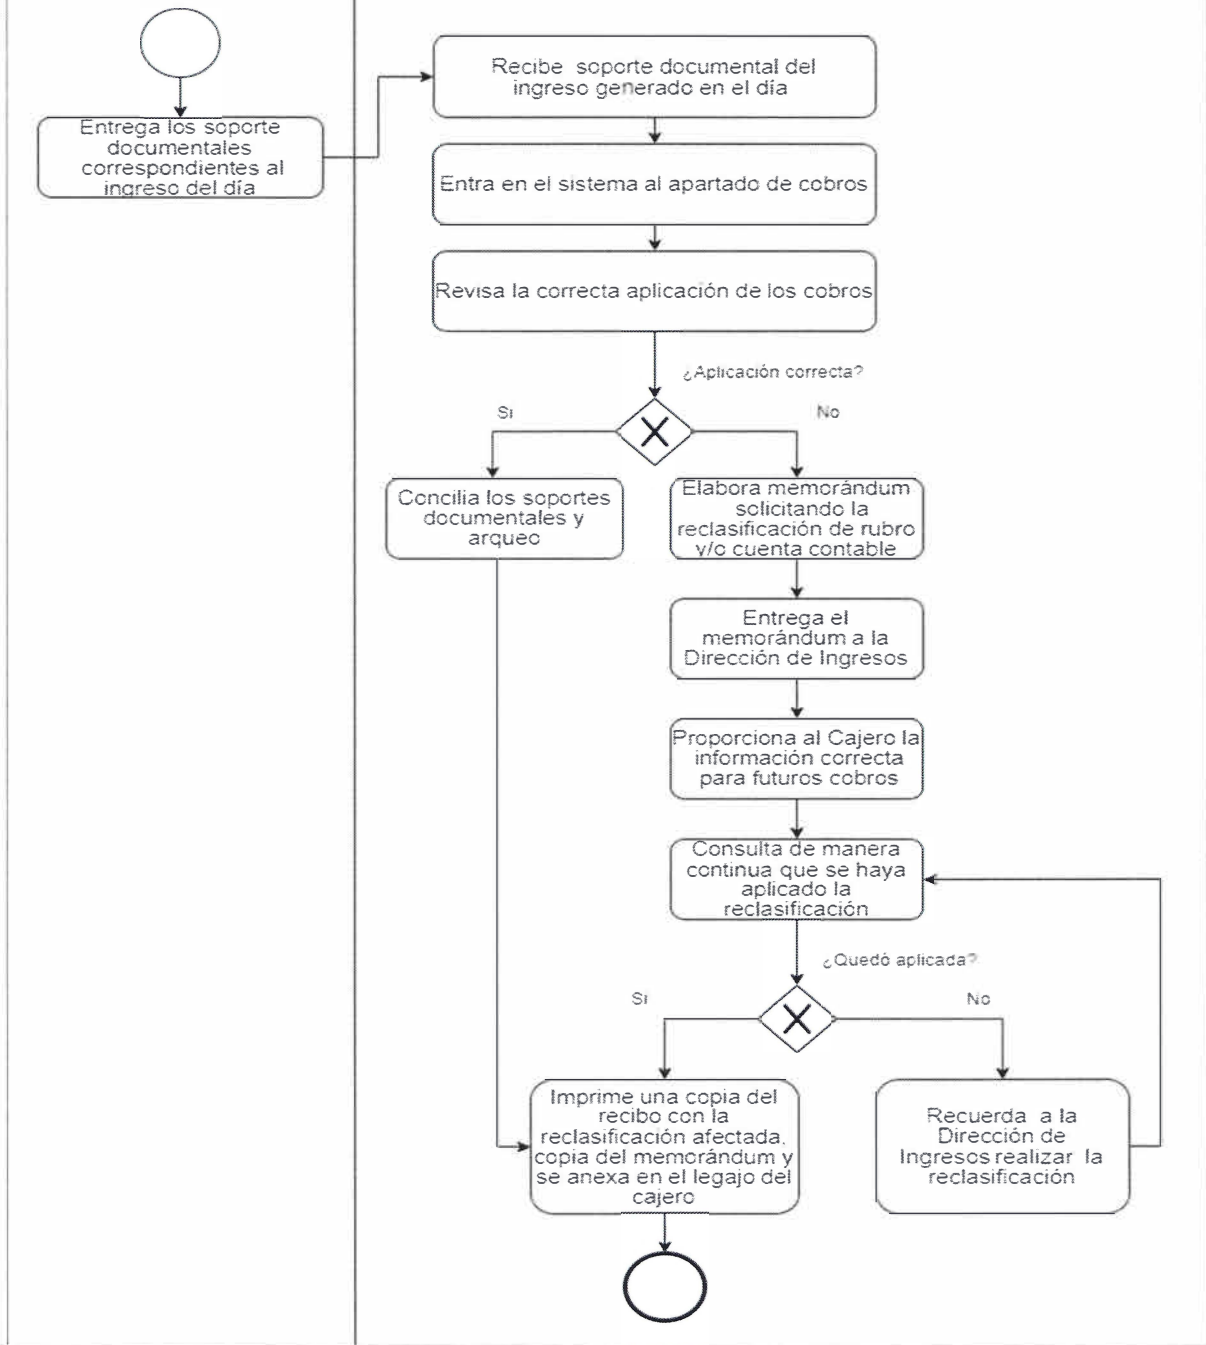 Entrega los soporte
documentales
correspondientes al
ingreso del día
Recibe soporte documental del
ingreso generado en el día
Entra en el sistema al apartado de cobros
Revisa la correcta aplicación de los cobros
¿Aplicación correcta?
Si
No
Concilia los soportes
documentales y
arqueo
Elabora memorándum
solicitando la
reclasificación de rubro
y/o cuenta contable
Entrega el
memorándum a la
Dirección de Ingresos
Proporciona al Cajero la
información correcta
para futuros cobros
Consulta de manera
continua que se haya
aplicado la
reclasificación
¿Quedó aplicada?
Si
No
Imprime una copia del
recibo con la
reclasificación afectada,
copia del memorándum y
se anexa en el legajo del
cajero
Recuerda a la
Dirección de
Ingresos realizar la
reclasificación